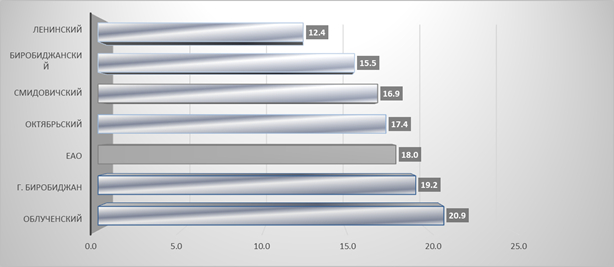 ЛЕНИНСКИЙ 12.4
БИРОБИДЖАНСКИ
Й 15.5
СМИДОВИЧСКИЙ 16.9
ОКТЯБРЬСКИЙ 17.4
ЕАО 18.0
Г. БИРОБИДЖАН 19.2
ОБЛУЧЕНСКИЙ 20.9
0.0 5.0 10.0 15.0 20.0 25.0